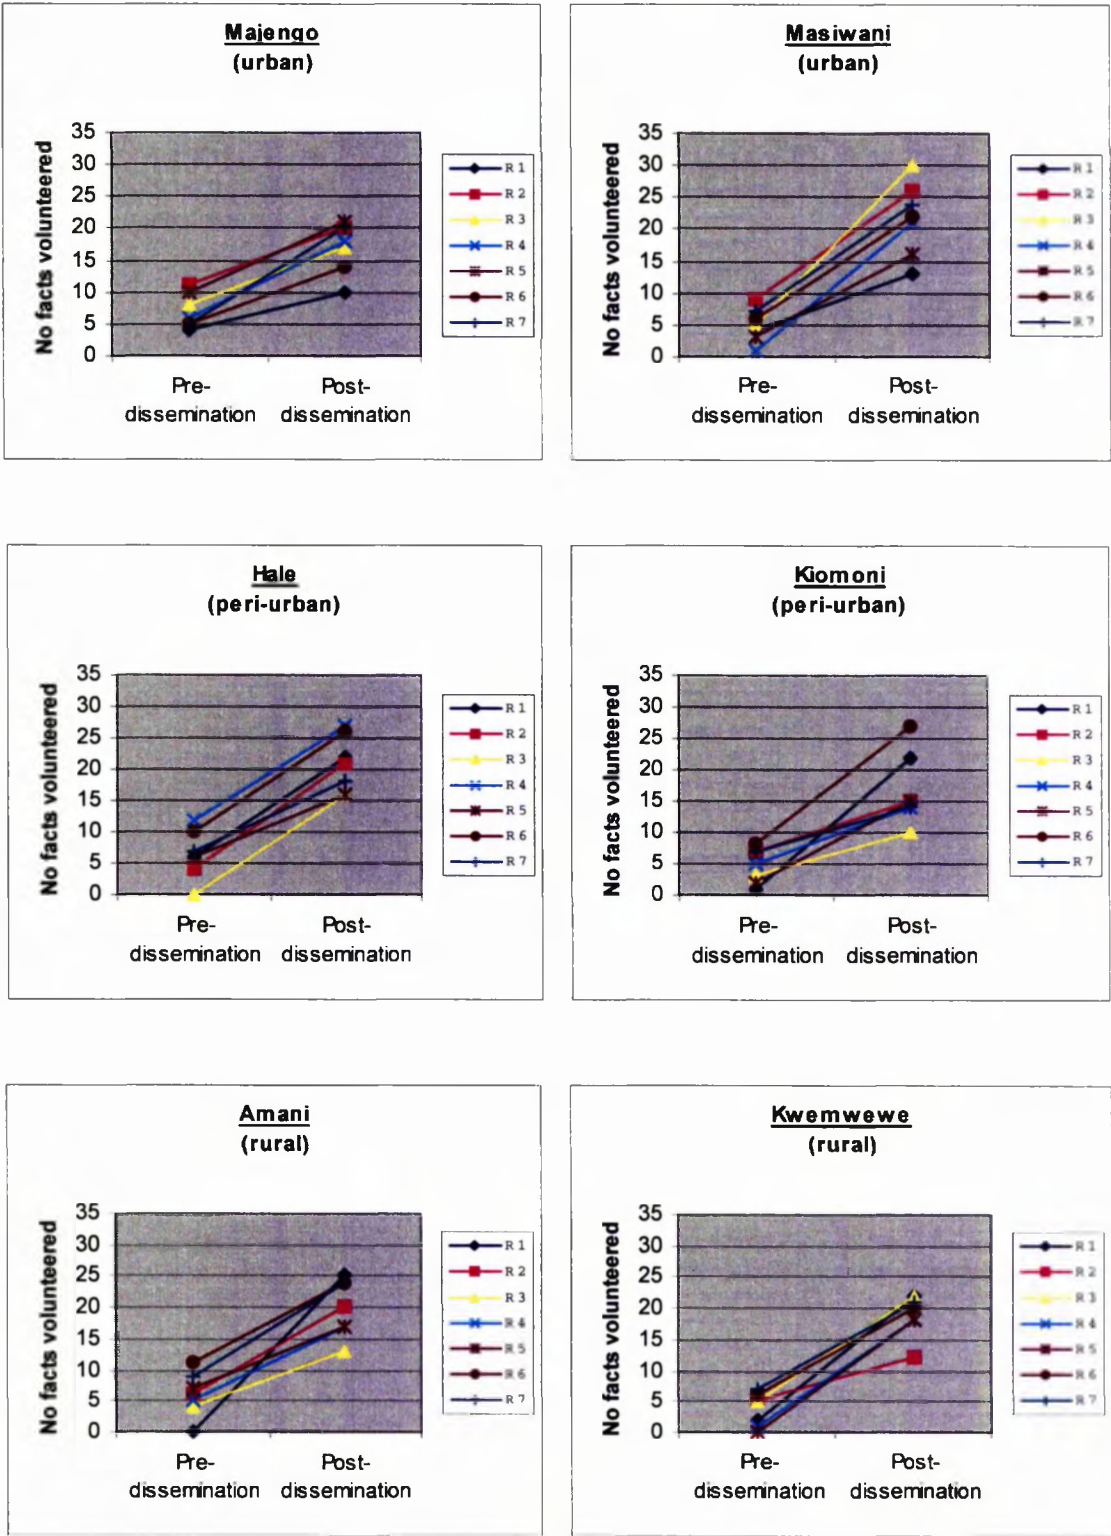 Majengo
(urban)
No facts volunteered
35
30
25
20
15
10
5
0
Pre-
dissemination
Post-
dissemination
R 1
R 2
R 3
R 4
R 5
R 6
R 7
Masiwani
(urban)
No facts volunteered
35
30
25
20
15
10
5
0
Pre-
dissemination
Post-
dissemination
R 1
R 2
R 3
R 4
R 5
R 6
R 7
Hale
(peri-urban)
No facts volunteered
35
30
25
20
15
10
5
0
Pre-
dissemination
Post-
dissemination
R 1
R 2
R 3
R 4
R 5
R 6
R 7
Kiomoni
(peri-urban)
No facts volunteered
35
30
25
20
15
10
5
0
Pre-
dissemination
Post-
dissemination
R 1
R 2
R 3
R 4
R 5
R 6
R 7
Amani
(rural)
No facts volunteered
35
30
25
20
15
10
5
0
Pre-
dissemination
Post-
dissemination
R 1
R 2
R 3
R 4
R 5
R 6
R 7
Kwemwewe
(rural)
No facts volunteered
35
30
25
20
15
10
5
0
Pre-
dissemination
Post-
dissemination
R 1
R 2
R 3
R 4
R 5
R 6
R 7